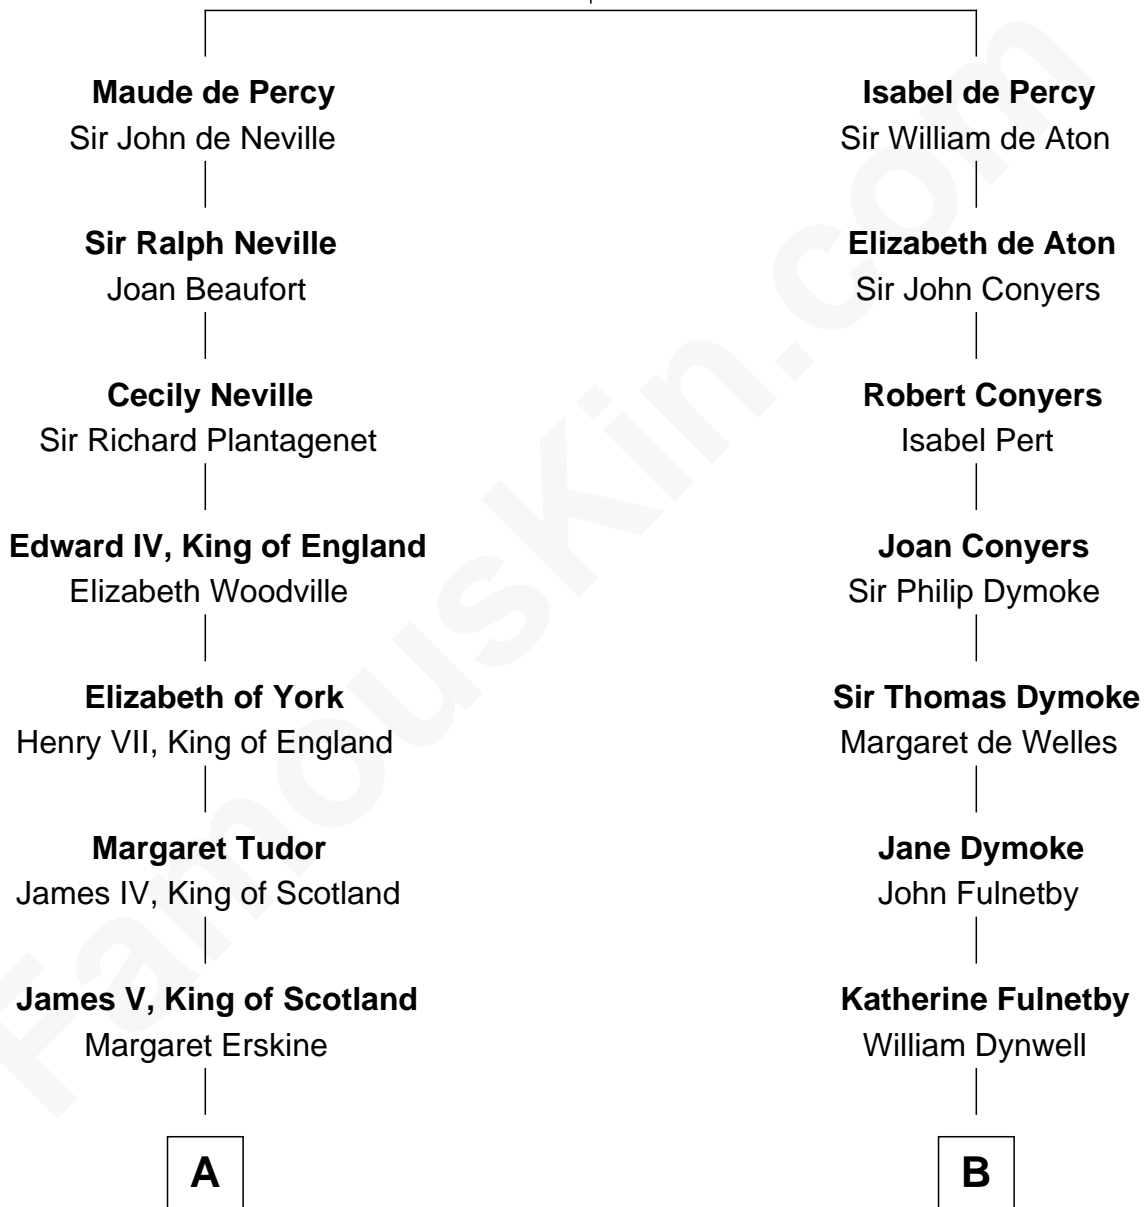 Maude de Percy
Sir John de Neville
Sir Ralph Neville
Joan Beaufort
Cecily Neville
Sir Richard Plantagenet
Edward IV, King of England
Elizabeth Woodville
Elizabeth of York
Henry VII, King of England
Margaret Tudor
James IV, King of Scotland
James V, King of Scotland
Margaret Erskine
A
Isabel de Percy
Sir William de Aton
Elizabeth de Aton
Sir John Conyers
Robert Conyers
Isabel Pert
Joan Conyers
Sir Philip Dymoke
Sir Thomas Dymoke
Margaret de Welles
Jane Dymoke
John Fulnetby
Katherine Fulnetby
William Dynwell
B
FamousKin.com